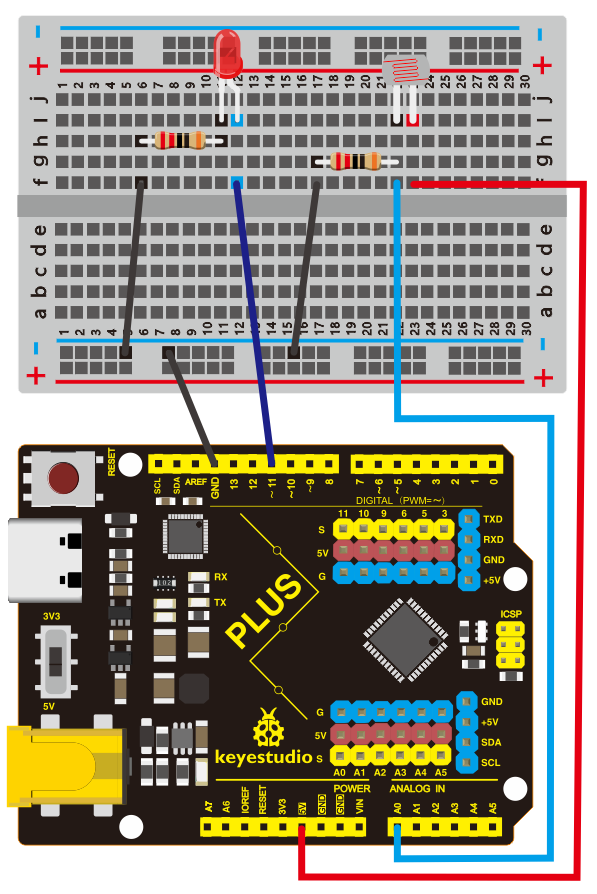 - -
+ +
1 2 3 4 5 6 7 8 9 10 11 12 13 14 15 16 17 18 19 20 21 22 23 24 25 26 27 28 29 30
j j
i i
h h
g g
f f
e e
d d
c c
b b
a a
1 2 3 4 5 6 7 8 9 10 11 12 13 14 15 16 17 18 19 20 21 22 23 24 25 26 27 28 29 30
- -
+ +
RESET
SCL SDA AREF GND 13 12 ~11 ~10 ~9 8 7 ~6 ~5 4 3 2 1 0
DIGITAL (PWM=~)
11 10 9 6 5 3
S
5V
G
TXD
RXD
GND
+5V
RX
TX
3V3
5V
PLUS
ICSP
keyestudio
G
5V
S
A0 A1 A2 A3 A4 A5
GND
+5V
SDA
SCL
POWER ANALOG IN
A7 A6 IOREF RESET 3V3 5V GND GND VIN A0 A1 A2 A3 A4 A5